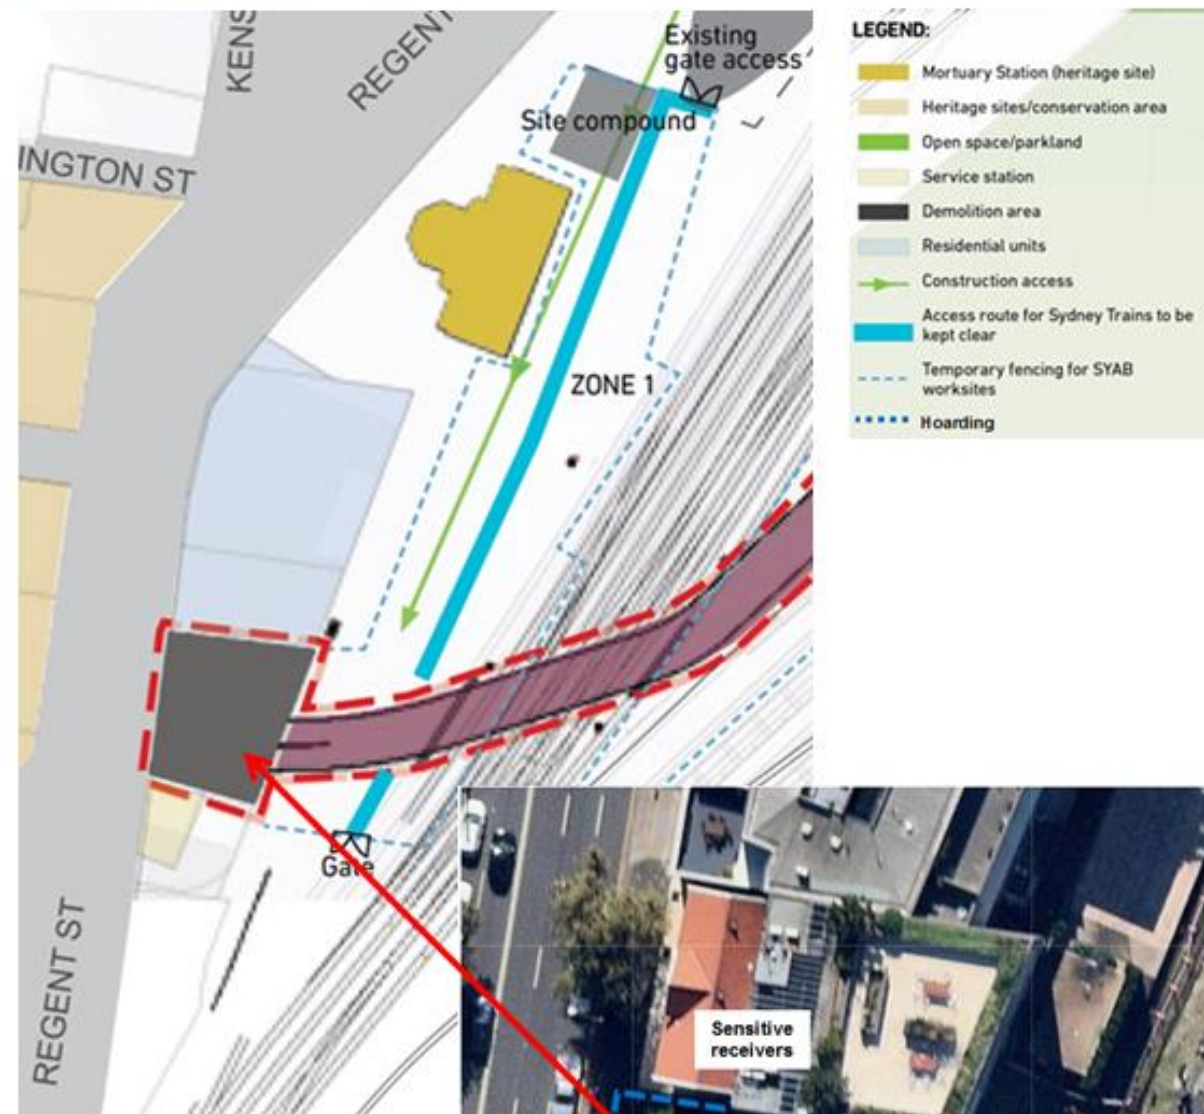 KENS
REGENT
INGTON ST
Existing
gate access
Site compound
ZONE 1
Gate
REGENT ST
LEGEND:
Mortuary Station (heritage site)
Heritage sites/conservation area
Open space/parkland
Service station
Demolition area
Residential units
Construction access
Access route for Sydney Trains to be
kept clear
Temporary fencing for SYAB
worksites
Hoarding
Sensitive
receivers